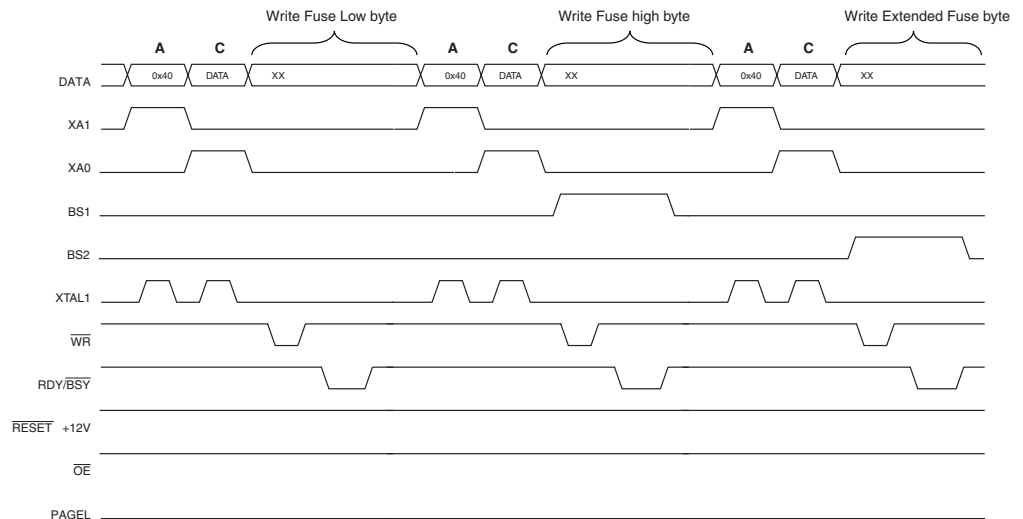 Write Fuse Low byte Write Fuse high byte Write Extended Fuse byte
A C A C A C
DATA 0x40 DATA XX 0x40 DATA XX 0x40 DATA XX
XA1
XA0
BS1
BS2
XTAL1
WR
RDY/BSY
RESET +12V
OE
PAGEL